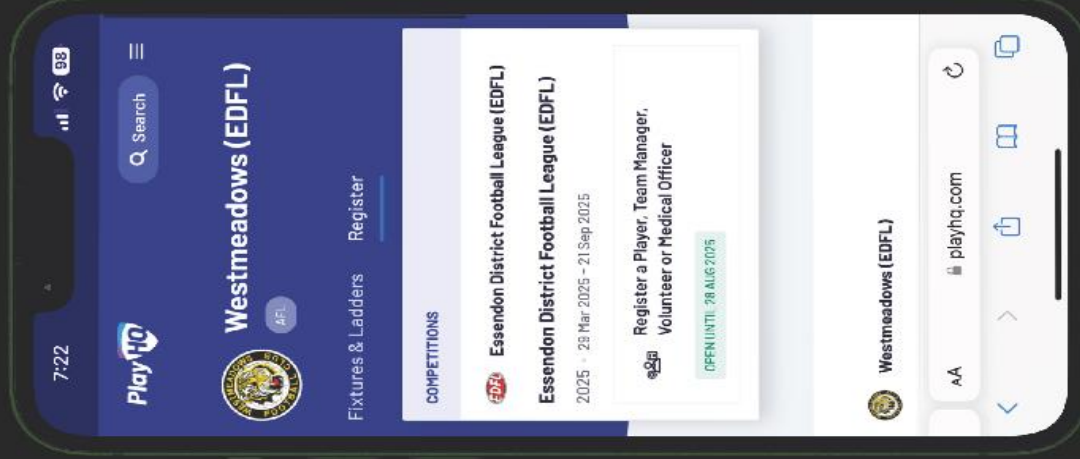 7:22
98
PlayHQ
Search
Westmeadows (EDFL)
AFL
Fixtures & Ladders
Register
COMPETITIONS
EDFL
Essendon District Football League (EDFL)
Essendon District Football League (EDFL)
2025 · 29 Mar 2025 - 21 Sep 2025
Register a Player, Team Manager,
Volunteer or Medical Officer
OPEN UNTIL 28 AUG 2025
Westmeadows (EDFL)
AA
playhq.com